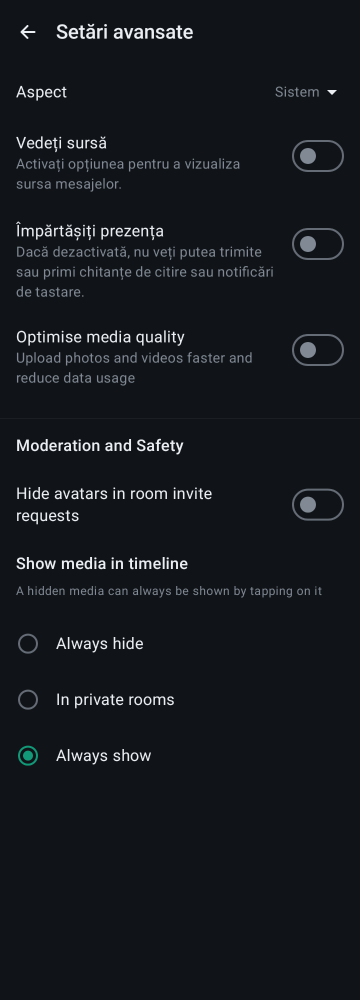 Setări avansate
Aspect
Sistem
Vedeți sursă
Activați opțiunea pentru a vizualiza
sursa mesajelor.
Împărtășiți prezența
Dacă dezactivată, nu veți putea trimite
sau primi chitanțe de citire sau notificări
de tastare.
Optimise media quality
Upload photos and videos faster and
reduce data usage
Moderation and Safety
Hide avatars in room invite
requests
Show media in timeline
A hidden media can always be shown by tapping on it
Always hide
In private rooms
Always show